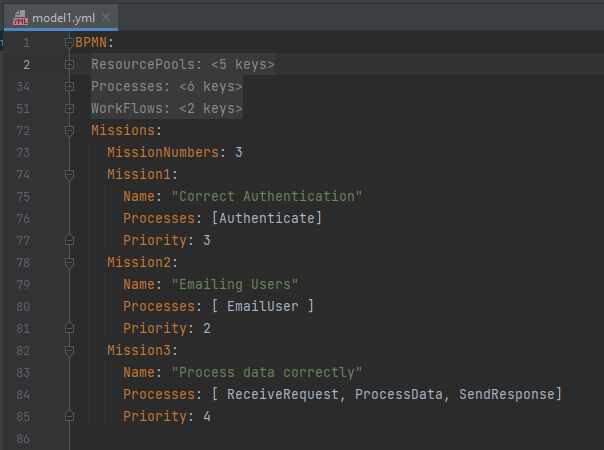 model1.yml
1 BPMN:
2 ResourcePools: <5 keys>
34 Processes: <6 keys>
51 WorkFlows: <2 keys>
72 Missions:
73 MissionNumbers: 3
74 Mission1:
75 Name: "Correct Authentication"
76 Processes: [Authenticate]
77 Priority: 3
78 Mission2:
79 Name: "Emailing Users"
80 Processes: [ EmailUser ]
81 Priority: 2
82 Mission3:
83 Name: "Process data correctly"
84 Processes: [ ReceiveRequest, ProcessData, SendResponse]
85 Priority: 4
86